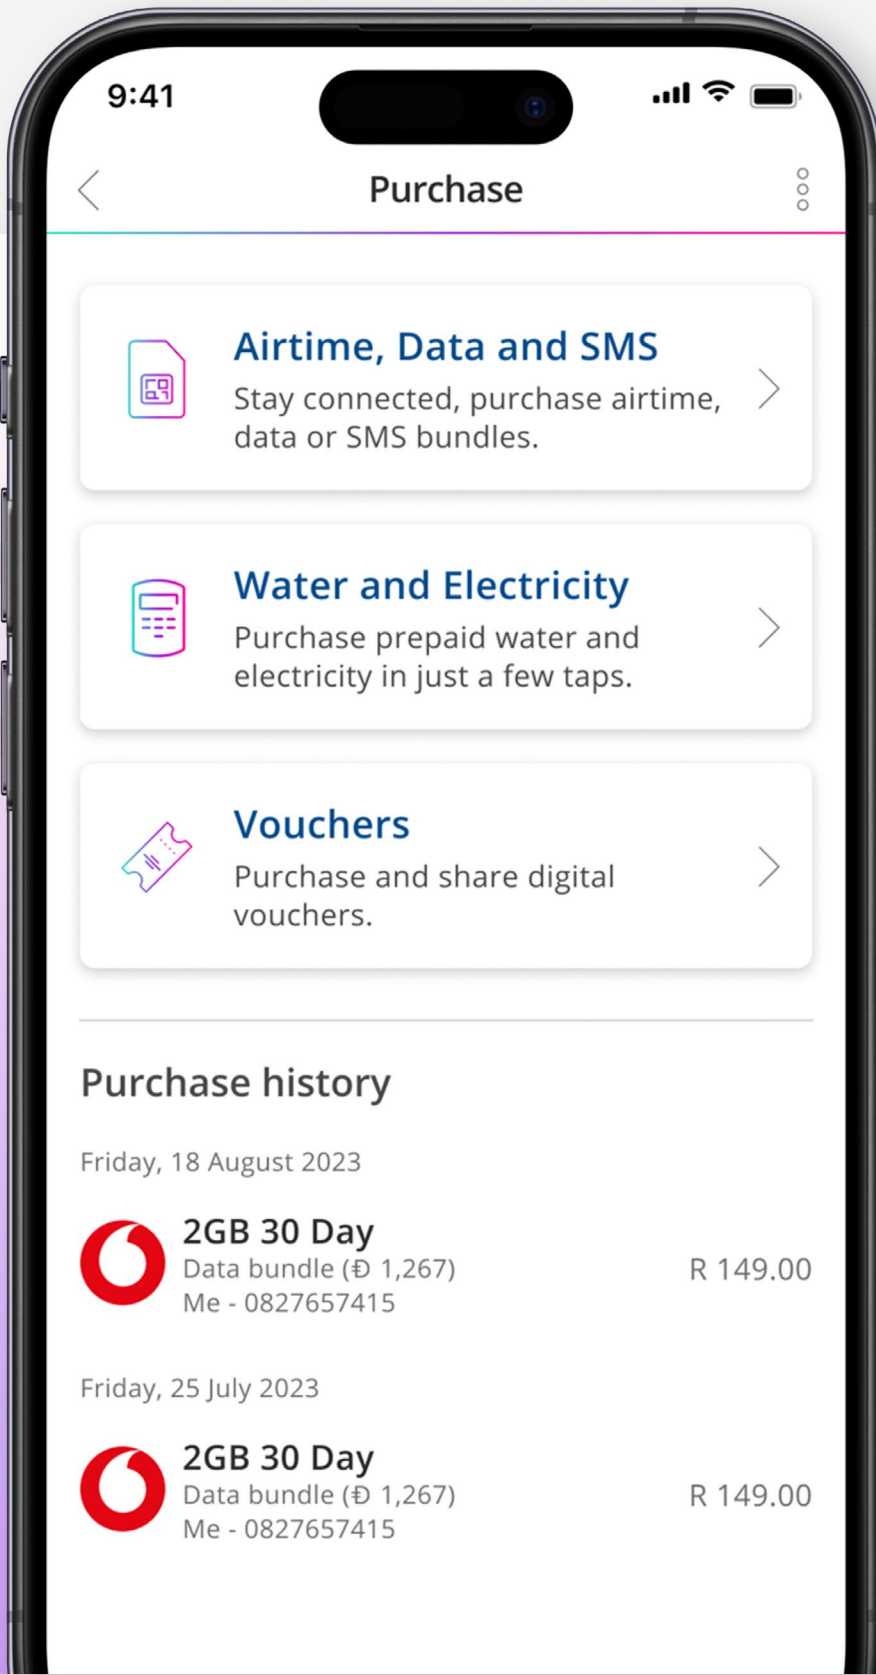 9:41
Purchase
Airtime, Data and SMS
Stay connected, purchase airtime,
data or SMS bundles.
Water and Electricity
Purchase prepaid water and
electricity in just a few taps.
Vouchers
Purchase and share digital
vouchers.
Purchase history
Friday, 18 August 2023
2GB 30 Day
Data bundle (Đ 1,267)
R 149.00
Me - 0827657415
Friday, 25 July 2023
2GB 30 Day
Data bundle (Đ 1,267)
R 149.00
Me - 0827657415